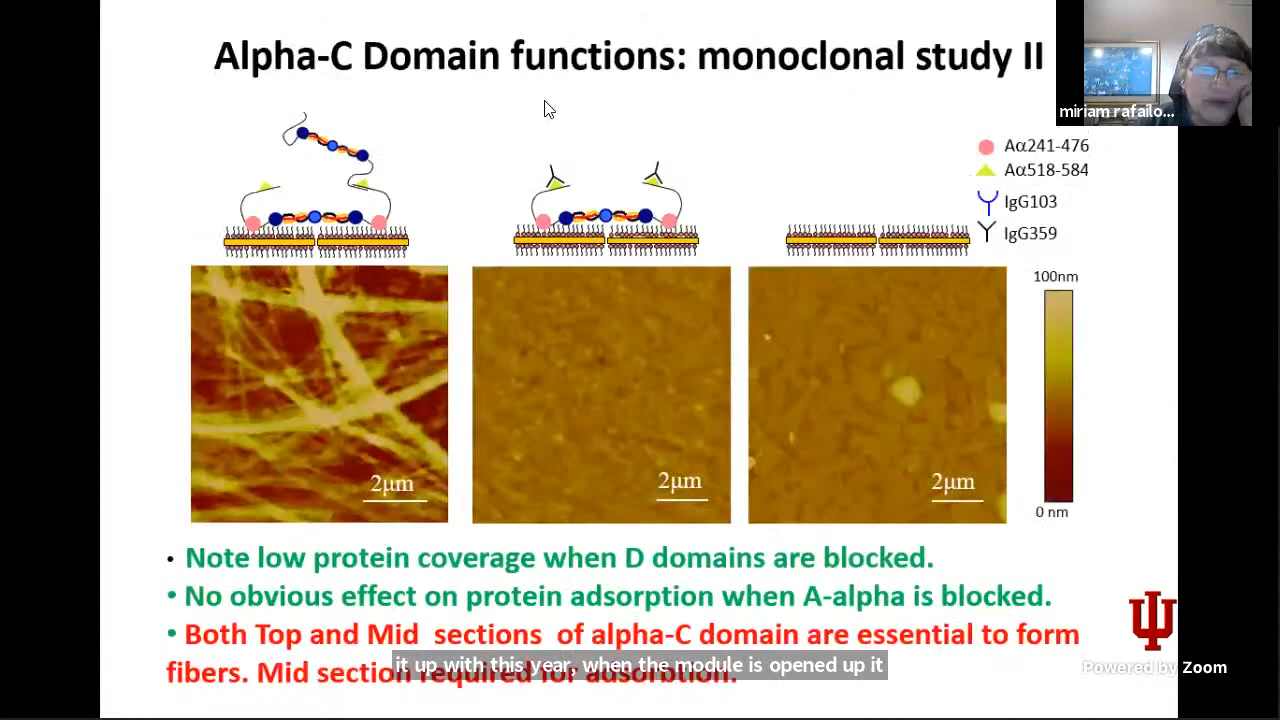 Alpha-C Domain functions: monoclonal study II
miriam rafailo...
Aα241-476
Aα518-584
IgG103
IgG359
100nm
2μm
2μm
2μm
0 nm
• Note low protein coverage when D domains are blocked.
• No obvious effect on protein adsorption when A-alpha is blocked.
• Both Top and Mid sections of alpha-C domain are essential to form
fibers. Mid section required for adsorption.
it up with this year, when the module is opened up it
Powered by Zoom